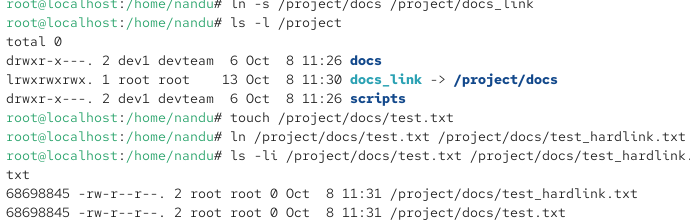 root@localhost:/home/nandu# ln -s /project/docs /project/docs_link
root@localhost:/home/nandu# ls -l /project
total 0
drwxr-x---. 2 dev1 devteam  6 Oct  8 11:26 docs
lrwxrwxrwx. 1 root root    13 Oct  8 11:30 docs_link -> /project/docs
drwxr-x---. 2 dev1 devteam  6 Oct  8 11:26 scripts
root@localhost:/home/nandu# touch /project/docs/test.txt
root@localhost:/home/nandu# ln /project/docs/test.txt /project/docs/test_hardlink.txt
root@localhost:/home/nandu# ls -li /project/docs/test.txt /project/docs/test_hardlink.
txt
68698845 -rw-r--r--. 2 root root 0 Oct  8 11:31 /project/docs/test_hardlink.txt
68698845 -rw-r--r--. 2 root root 0 Oct  8 11:31 /project/docs/test.txt